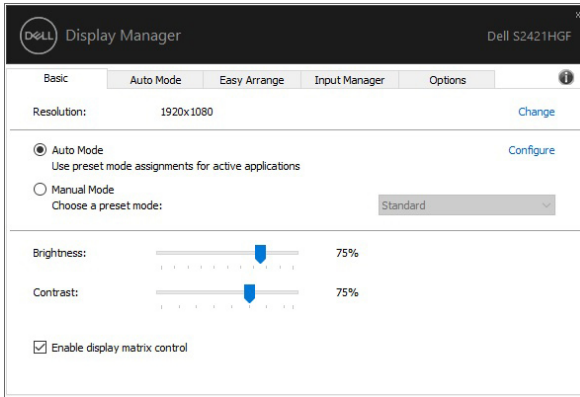 DELL Display Manager
Dell S2421HGF
Basic Auto Mode Easy Arrange Input Manager Options
Resolution: 1920x1080 Change
Auto Mode Configure
Use preset mode assignments for active applications
Manual Mode
Choose a preset mode: Standard
Brightness: 75%
Contrast: 75%
Enable display matrix control